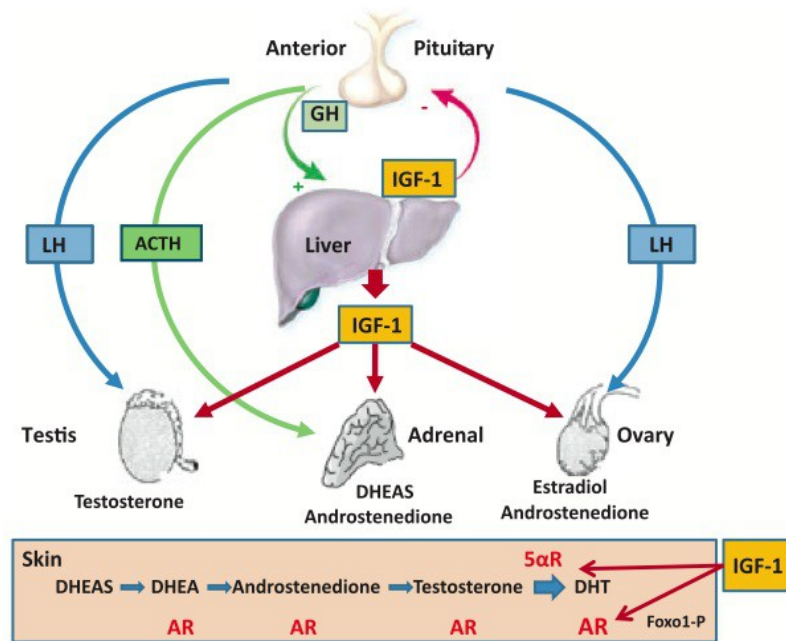 Anterior Pituitary
GH
-
+
IGF-1
LH
ACTH
Liver
LH
IGF-1
Testis
Adrenal
Ovary
Testosterone
DHEAS
Androstenedione
Estradiol
Androstenedione
Skin
5αR
IGF-1
DHEAS DHEA Androstenedione Testosterone DHT
AR AR AR AR Foxo1-P